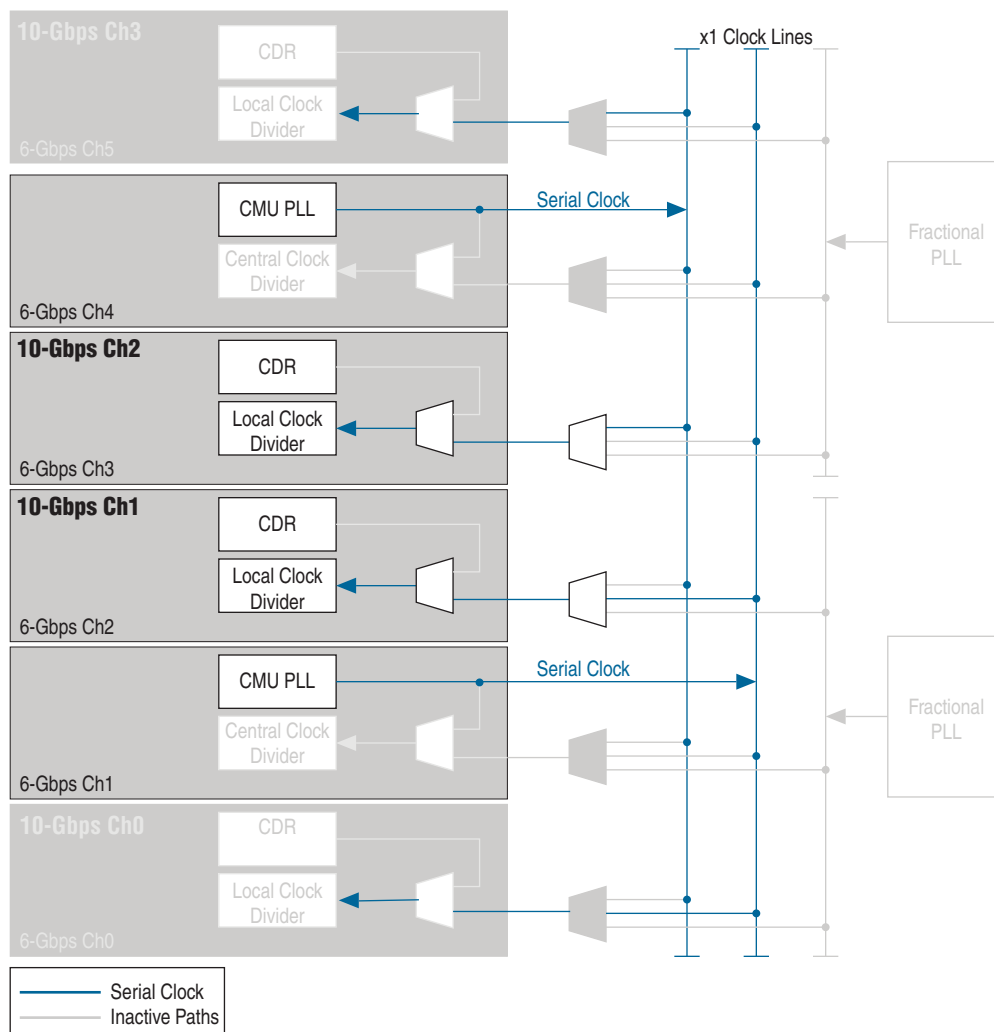 10-Gbps Ch3
CDR
Local Clock
Divider
6-Gbps Ch5
x1 Clock Lines
CMU PLL
Serial Clock
Central Clock
Divider
6-Gbps Ch4
Fractional
PLL
10-Gbps Ch2
CDR
Local Clock
Divider
6-Gbps Ch3
10-Gbps Ch1
CDR
Local Clock
Divider
6-Gbps Ch2
CMU PLL
Serial Clock
Central Clock
Divider
6-Gbps Ch1
Fractional
PLL
10-Gbps Ch0
CDR
Local Clock
Divider
6-Gbps Ch0
Serial Clock
Inactive Paths